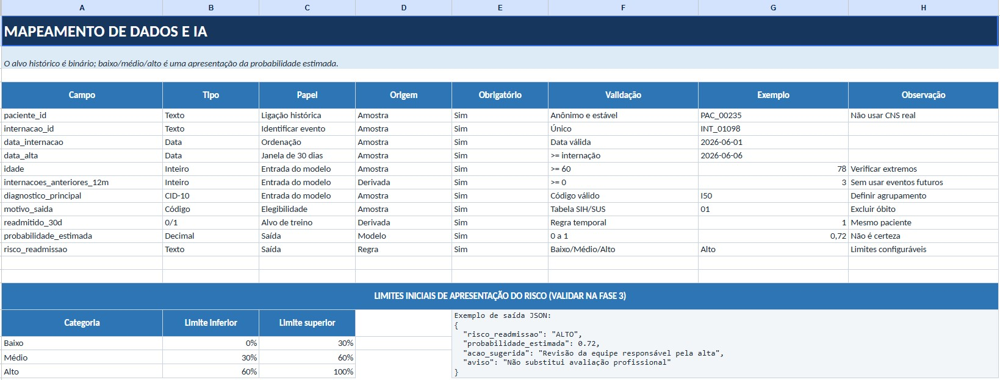 A B C D E F G H
MAPEAMENTO DE DADOS E IA
O alvo histórico é binário; baixo/médio/alto é uma apresentação da probabilidade estimada.
Campo Tipo Papel Origem Obrigatório Validação Exemplo Observação
paciente_id Texto Ligação histórica Amostra Sim Anônimo e estável PAC_00235 Não usar CNS real
internacao_id Texto Identificar evento Amostra Sim Único INT_01098
data_internacao Data Ordenação Amostra Sim Data válida 2026-06-01
data_alta Data Janela de 30 dias Amostra Sim >= internação 2026-06-06
idade Inteiro Entrada do modelo Amostra Sim >= 60 78 Verificar extremos
internacoes_anteriores_12m Inteiro Entrada do modelo Derivada Sim >= 0 3 Sem usar eventos futuros
diagnostico_principal CID-10 Entrada do modelo Amostra Sim Código válido I50 Definir agrupamento
motivo_saida Código Elegibilidade Amostra Sim Tabela SIH/SUS 01 Excluir óbito
readmitido_30d 0/1 Alvo de treino Derivada Sim Regra temporal 1 Mesmo paciente
probabilidade_estimada Decimal Saída Modelo Sim 0 a 1 0,72 Não é certeza
risco_readmissao Texto Saída Regra Sim Baixo/Médio/Alto Alto Limites configuráveis
LIMITES INICIAIS DE APRESENTAÇÃO DO RISCO (VALIDAR NA FASE 3)
Categoria Limite inferior Limite superior
Baixo 0% 30%
Médio 30% 60%
Alto 60% 100%
Exemplo de saída JSON:
{
"risco_readmissao": "ALTO",
"probabilidade_estimada": 0.72,
"acao_sugerida": "Revisão da equipe responsável pela alta",
"aviso": "Não substitui avaliação profissional"
}